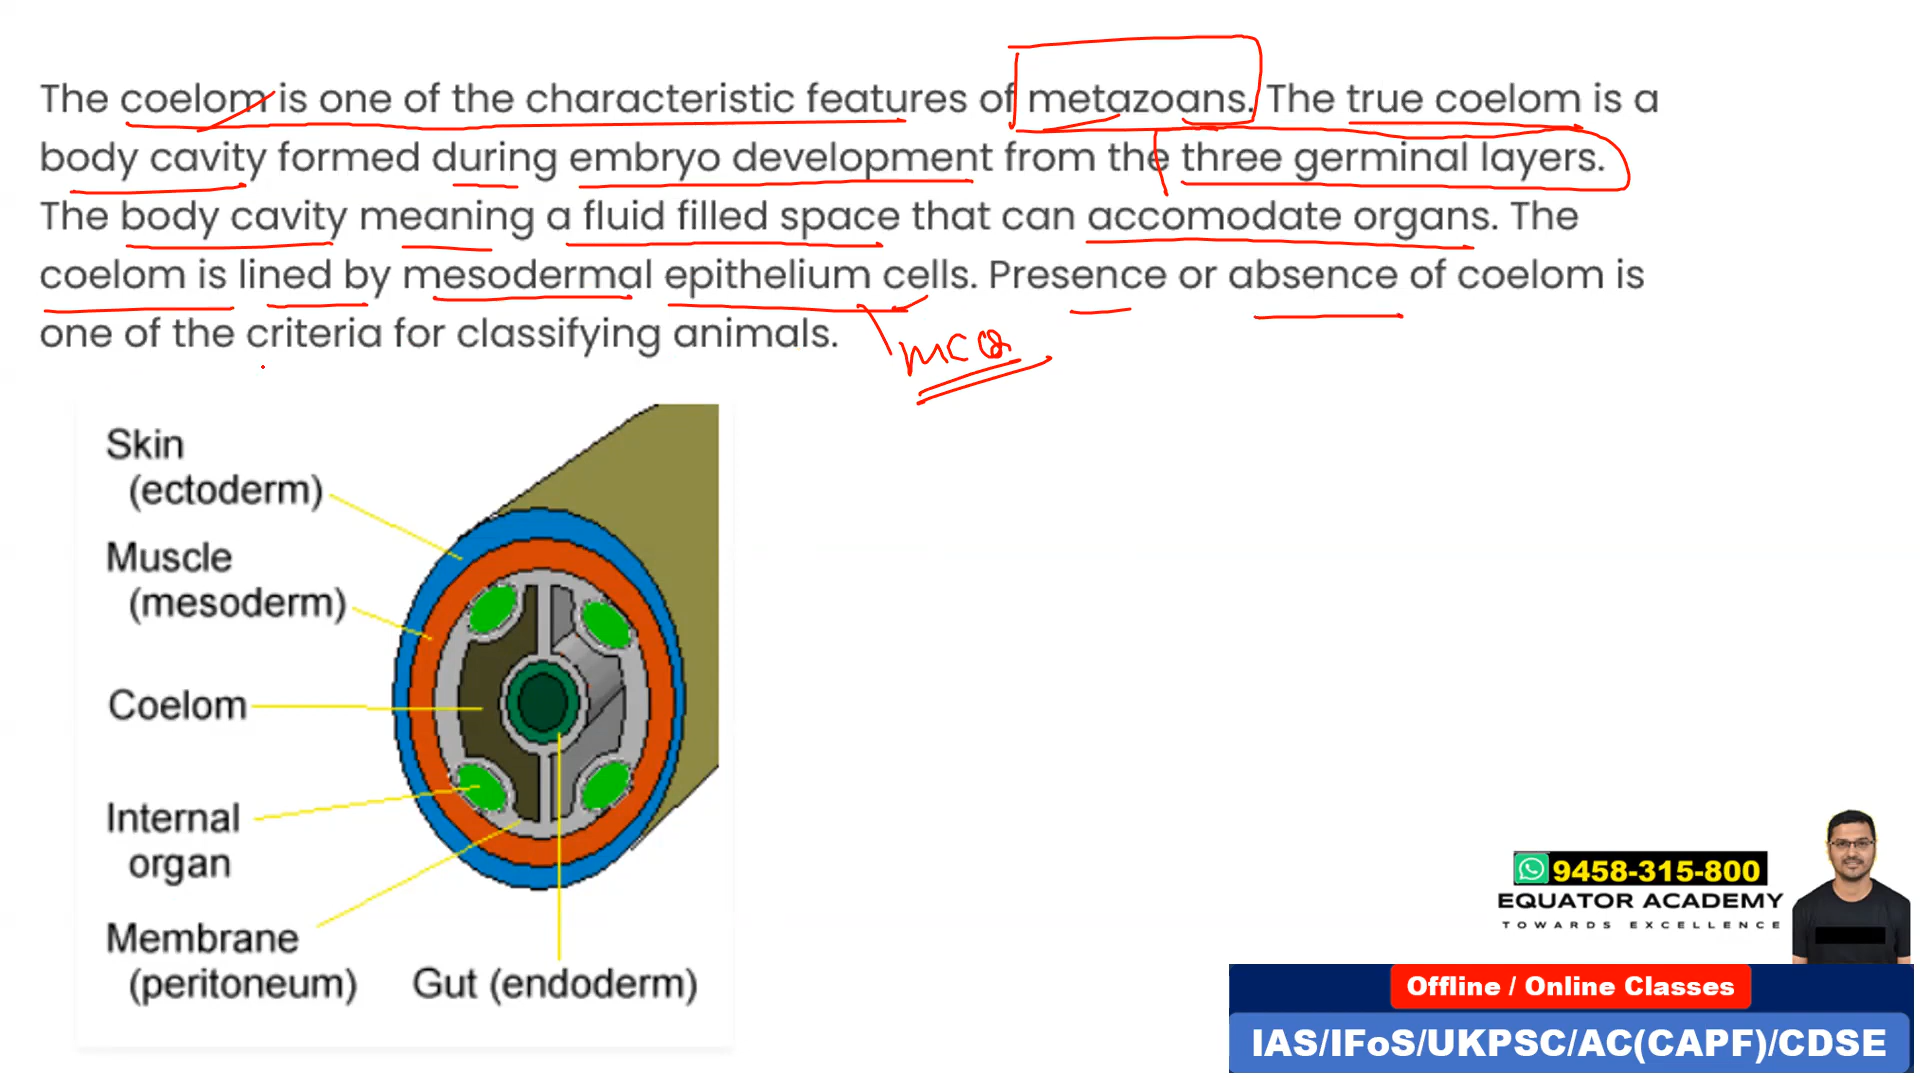 The coelom is one of the characteristic features of metazoans. The true coelom is a
body cavity formed during embryo development from the three germinal layers.
The body cavity meaning a fluid filled space that can accomodate organs. The
coelom is lined by mesodermal epithelium cells. Presence or absence of coelom is
one of the criteria for classifying animals.
MCQ
Skin
(ectoderm)
Muscle
(mesoderm)
Coelom
Internal
organ
Membrane
(peritoneum)
Gut (endoderm)
9458-315-800
EQUATOR ACADEMY
TOWARDS EXCELLENCE
Offline / Online Classes
IAS/IFoS/UKPSC/AC(CAPF)/CDSE